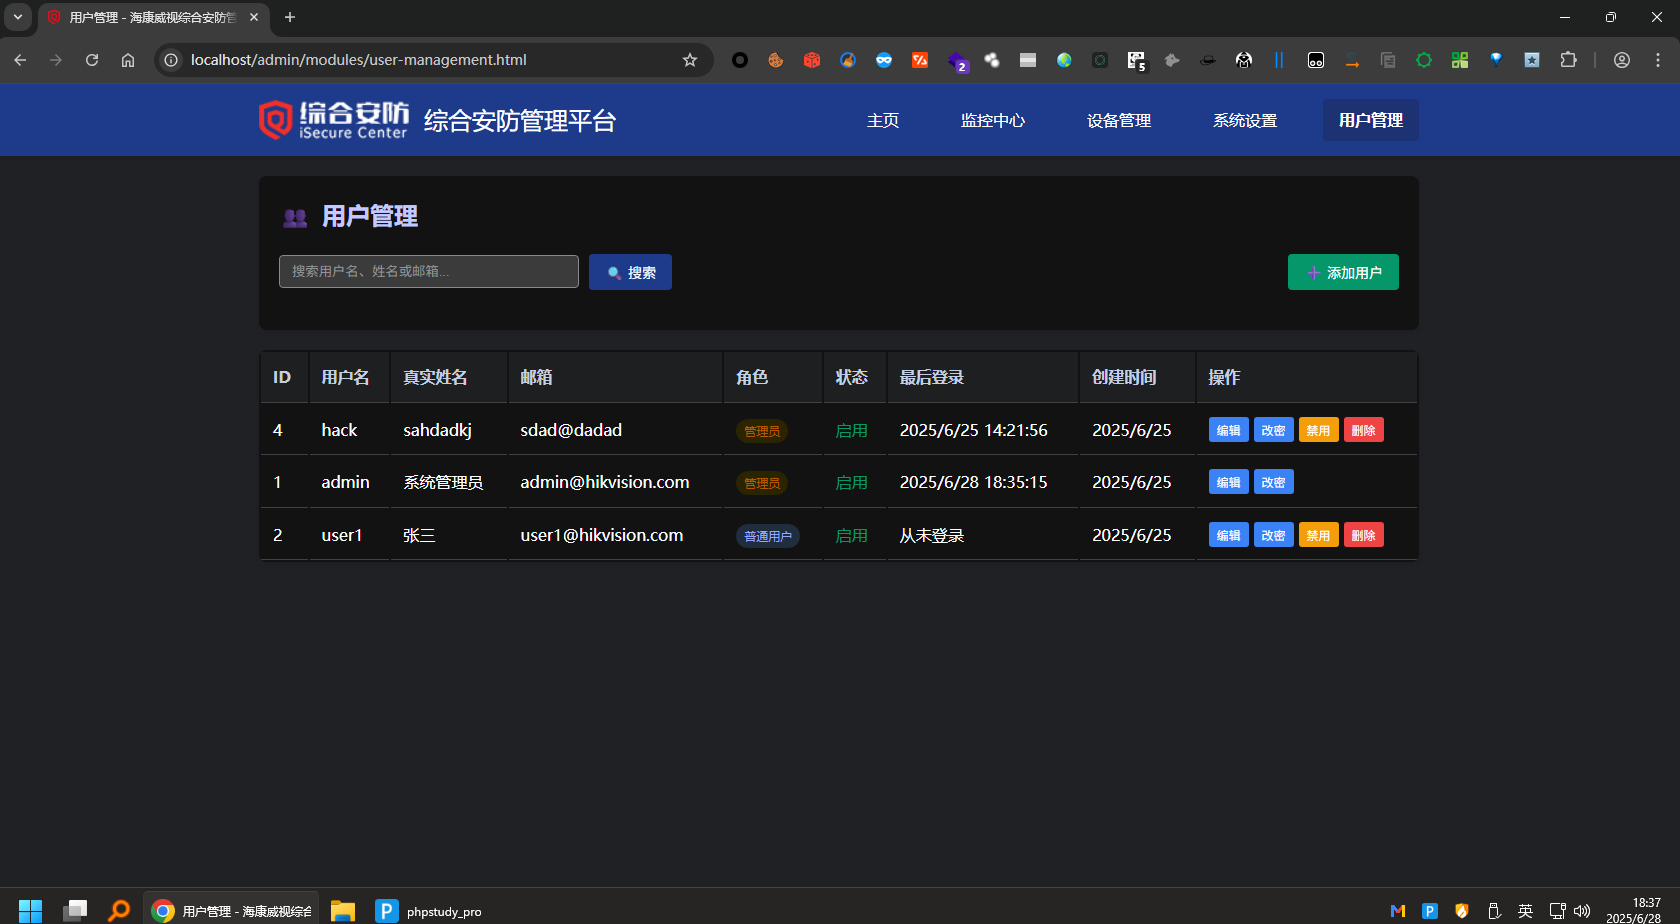 用户管理 - 海康威视综合安防管
localhost/admin/modules/user-management.html
2
5
综合安防
iSecure Center
综合安防管理平台
主页
监控中心
设备管理
系统设置
用户管理
用户管理
搜索用户名、姓名或邮箱...
搜索
添加用户
ID 用户名 真实姓名 邮箱 角色 状态 最后登录 创建时间 操作
4 hack sahdadkj sdad@dadad 管理员 启用 2025/6/25 14:21:56 2025/6/25 编辑 改密 禁用 删除
1 admin 系统管理员 admin@hikvision.com 管理员 启用 2025/6/28 18:35:15 2025/6/25 编辑 改密
2 user1 张三 user1@hikvision.com 普通用户 启用 从未登录 2025/6/25 编辑 改密 禁用 删除
用户管理 - 海康威视综合
P
phpstudy_pro
P
英
18:37
2025/6/28